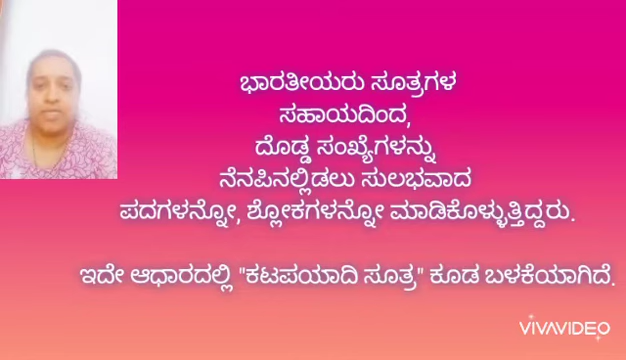 ಭಾರತೀಯರು ಸೂತ್ರಗಳ
ಸಹಾಯದಿಂದ,
ದೊಡ್ಡ ಸಂಖ್ಯೆಗಳನ್ನು
ನೆನಪಿನಲ್ಲಿಡಲು ಸುಲಭವಾದ
ಪದಗಳನ್ನೋ, ಶ್ಲೋಕಗಳನ್ನೋ ಮಾಡಿಕೊಳ್ಳುತ್ತಿದ್ದರು.
ಇದೇ ಆಧಾರದಲ್ಲಿ "ಕಟಪಯಾದಿ ಸೂತ್ರ" ಕೂಡ ಬಳಕೆಯಾಗಿದೆ.
VIVAVIDEO